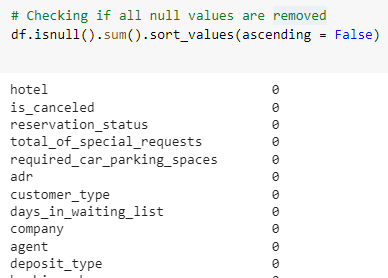 # Checking if all null values are removed
df.isnull().sum().sort_values(ascending = False)
hotel 0
is_canceled 0
reservation_status 0
total_of_special_requests 0
required_car_parking_spaces 0
adr 0
customer_type 0
days_in_waiting_list 0
company 0
agent 0
deposit_type 0